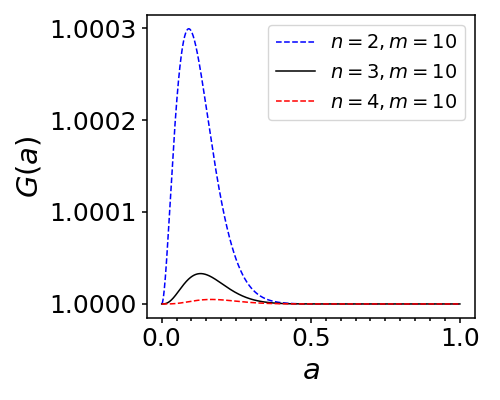 1.0003
1.0002
1.0001
1.0000
G(a)
n = 2, m = 10
n = 3, m = 10
n = 4, m = 10
0.0 0.5 1.0
a